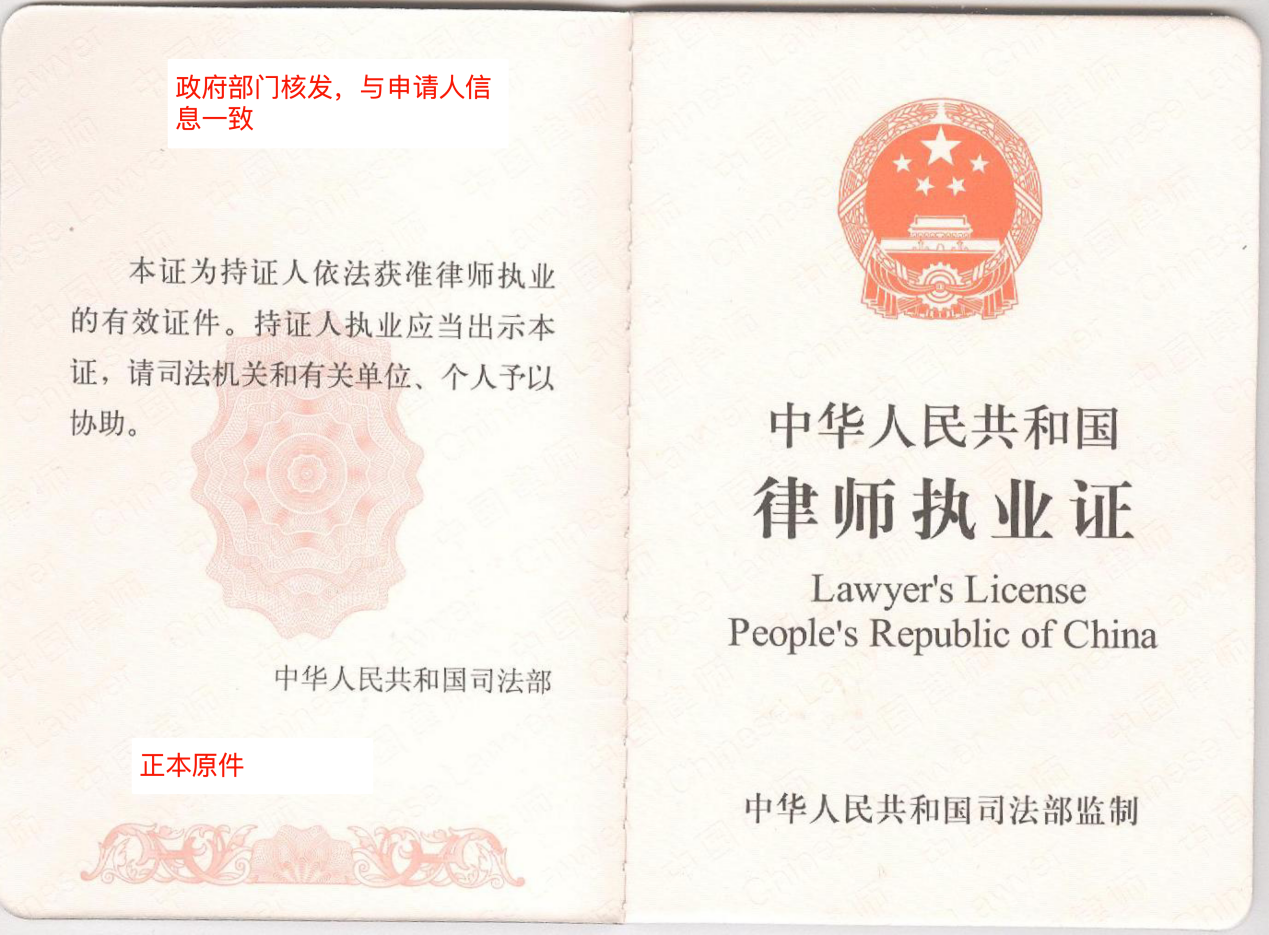 政府部门核发，与申请人信
息一致
本证为持证人依法获准律师执业
的有效证件。持证人执业应当出示本
证，请司法机关和有关单位、个人予以
协助。
中华人民共和国司法部
正本原件
中华人民共和国
律师执业证
Lawyer's License
People's Republic of China
中华人民共和国司法部监制